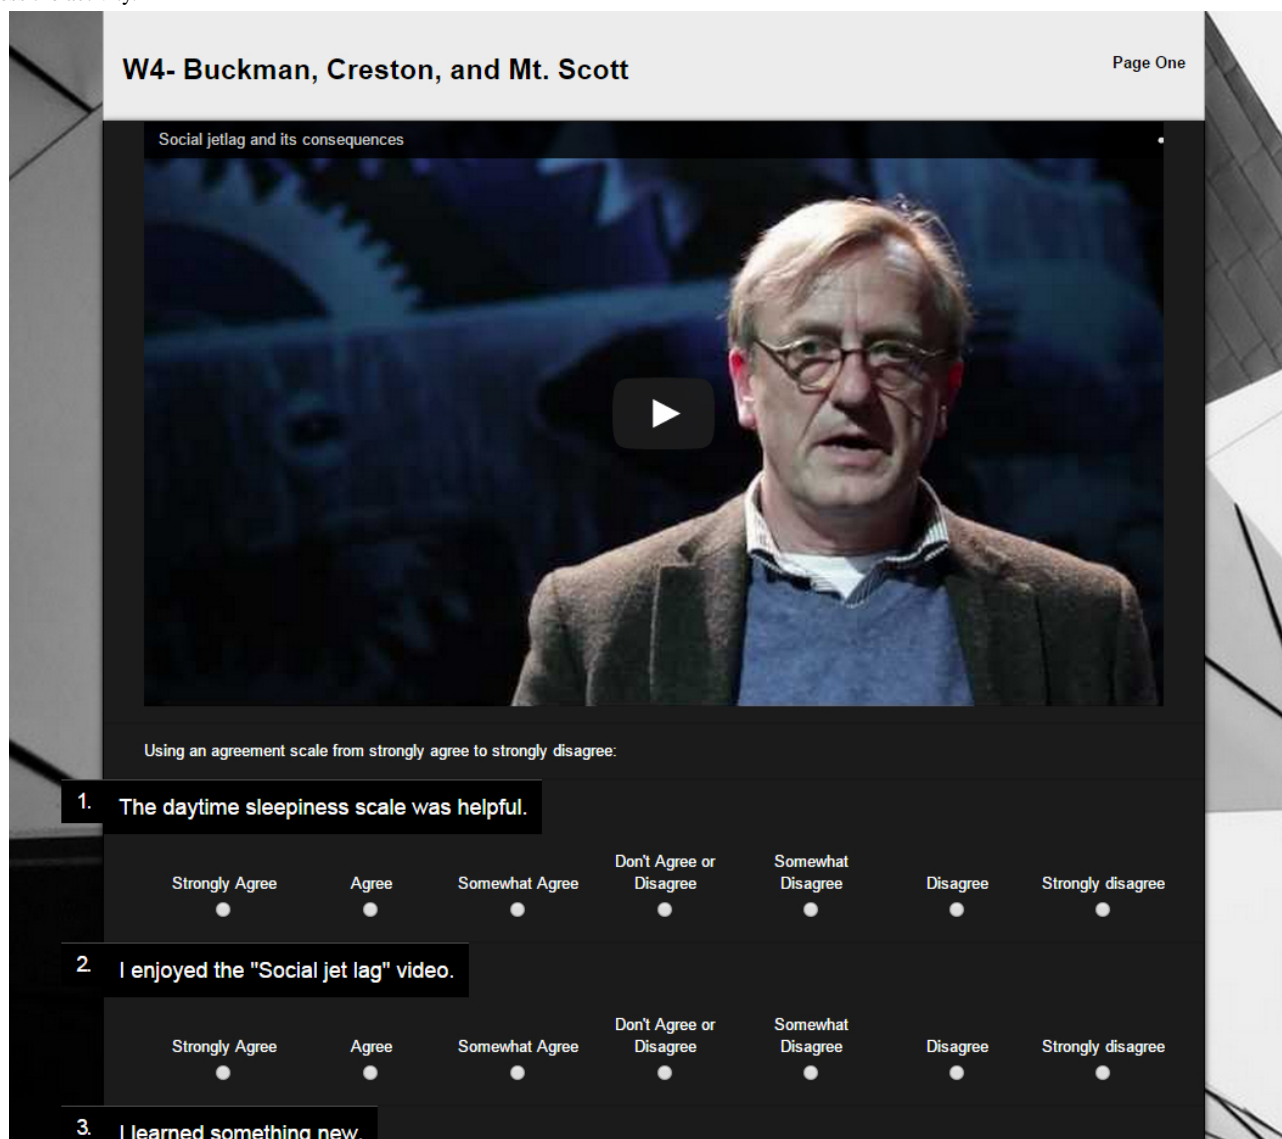 W4- Buckman, Creston, and Mt. Scott
Page One
Social jetlag and its consequences
Using an agreement scale from strongly agree to strongly disagree:
1. The daytime sleepiness scale was helpful.
Strongly Agree Agree Somewhat Agree Don't Agree or Disagree Somewhat Disagree Disagree Strongly disagree
2. I enjoyed the "Social jet lag" video.
Strongly Agree Agree Somewhat Agree Don't Agree or Disagree Somewhat Disagree Disagree Strongly disagree
3. I learned something new.